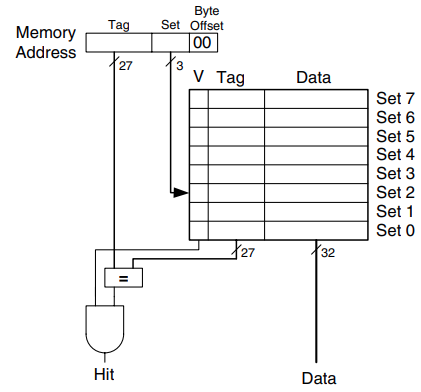 Byte
Tag Set Offset
Memory Address 00
27 3
V Tag Data
Set 7
Set 6
Set 5
Set 4
Set 3
Set 2
Set 1
Set 0
27 32
=
Hit Data